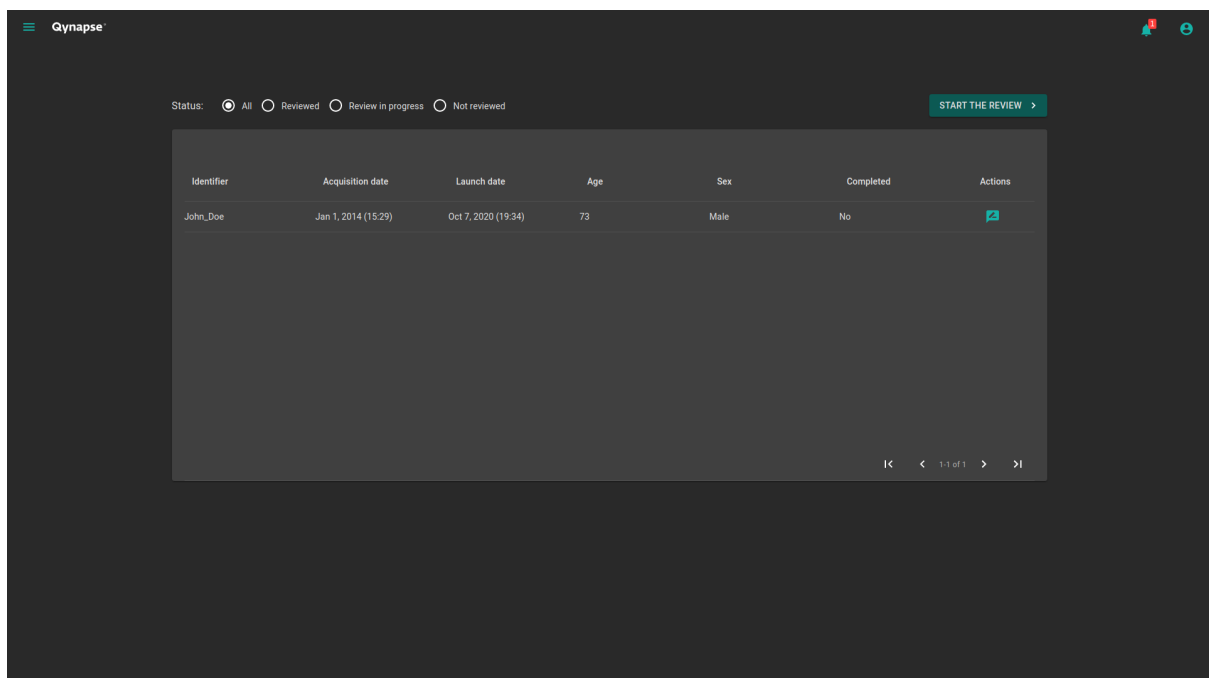 Qynapse
1
Status: All Reviewed Review in progress Not reviewed START THE REVIEW
Identifier Acquisition date Launch date Age Sex Completed Actions
John_Doe Jan 1, 2014 (15:29) Oct 7, 2020 (19:34) 73 Male No
1-1 of 1